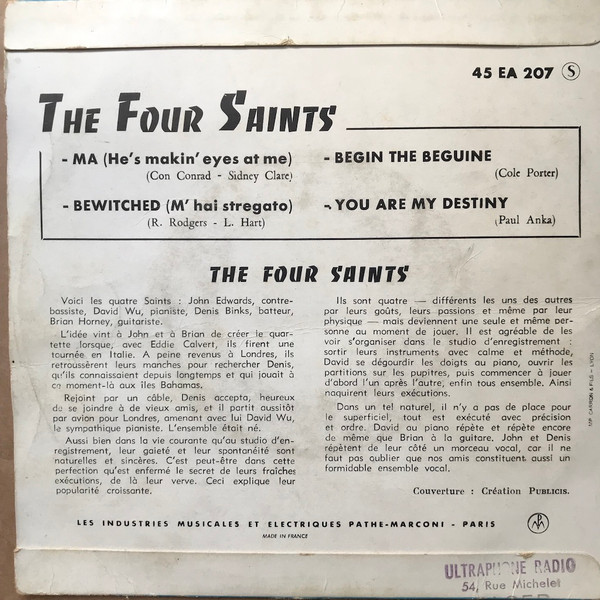 45 EA 207 S
THE FOUR SAINTS
- MA (He's makin' eyes at me)
(Con Conrad - Sidney Clare)
- BEWITCHED (M' hai stregato)
(R. Rodgers - L. Hart)
- BEGIN THE BEGUINE
(Cole Porter)
- YOU ARE MY DESTINY
(Paul Anka)
THE FOUR SAINTS
Voici les quatre Saints : John Edwards, contre-
bassiste, David Wu, pianiste, Denis Binks, batteur,
Brian Horney, guitariste.
L'idée vint à John et à Brian de créer le quar-
tette lorsque, avec Eddie Calvert, ils firent une
tournée en Italie. A peine revenus à Londres, ils
retroussèrent leurs manches pour rechercher Denis,
qu'ils connaissaient depuis longtemps et qui jouait à
ce moment-là aux îles Bahamas.
Rejoint par un câble, Denis accepta, heureux
de se joindre à de vieux amis, et il partit aussitôt
par avion pour Londres, amenant avec lui David Wu,
le sympathique pianiste. L'ensemble était né.
Aussi bien dans la vie courante qu'au studio d'en-
registrement, leur gaieté et leur spontanéité sont
naturelles et sincères. C'est peut-être dans cette
perfection qu'est enfermé le secret de leurs fraîches
exécutions, de là leur verve. Ceci explique leur
popularité croissante.
Ils sont quatre — différents les uns des autres
par leurs goûts, leurs passions et même par leur
physique — mais deviennent une seule et même per-
sonne au moment de jouer. Il est agréable de les
voir s'organiser dans le studio d'enregistrement :
sortir leurs instruments avec calme et méthode,
David se dégourdit les doigts au piano, ouvrir les
partitions sur les pupitres, puis commencer à jouer
d'abord l'un après l'autre, enfin tous ensemble. Ainsi
naquirent leurs exécutions.
Dans un tel naturel, il n'y a pas de place pour
le superficiel, tout est exécuté avec précision
et ordre. David au piano répète et répète encore
de même que Brian à la guitare. John et Denis
répètent de leur côté un morceau vocal, car il ne
faut pas oublier que nos amis constituent aussi un
formidable ensemble vocal.
Couverture : Création PUBLICIS.
IMP. CARRON & FILS - LYON
LES INDUSTRIES MUSICALES ET ELECTRIQUES PATHE-MARCONI - PARIS
MADE IN FRANCE
ULTRAPHONE RADIO
54, Rue Michelet